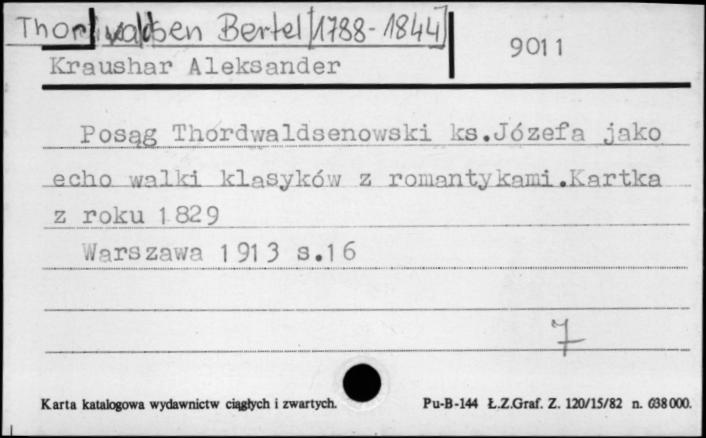 Thorwaldsen Bertel [1788-1844]
9011
Kraushar Aleksander
Posąg Thordwaldsenowski ks.Józefa jako
echo walki klasyków z romantykami.Kartka
z roku 1829
Warszawa 1913 s.16
7
Karta katalogowa wydawnictw ciągłych i zwartych.
Pu-B-144 Ł.Z.Graf. Z. 120/15/82 n. 638000.